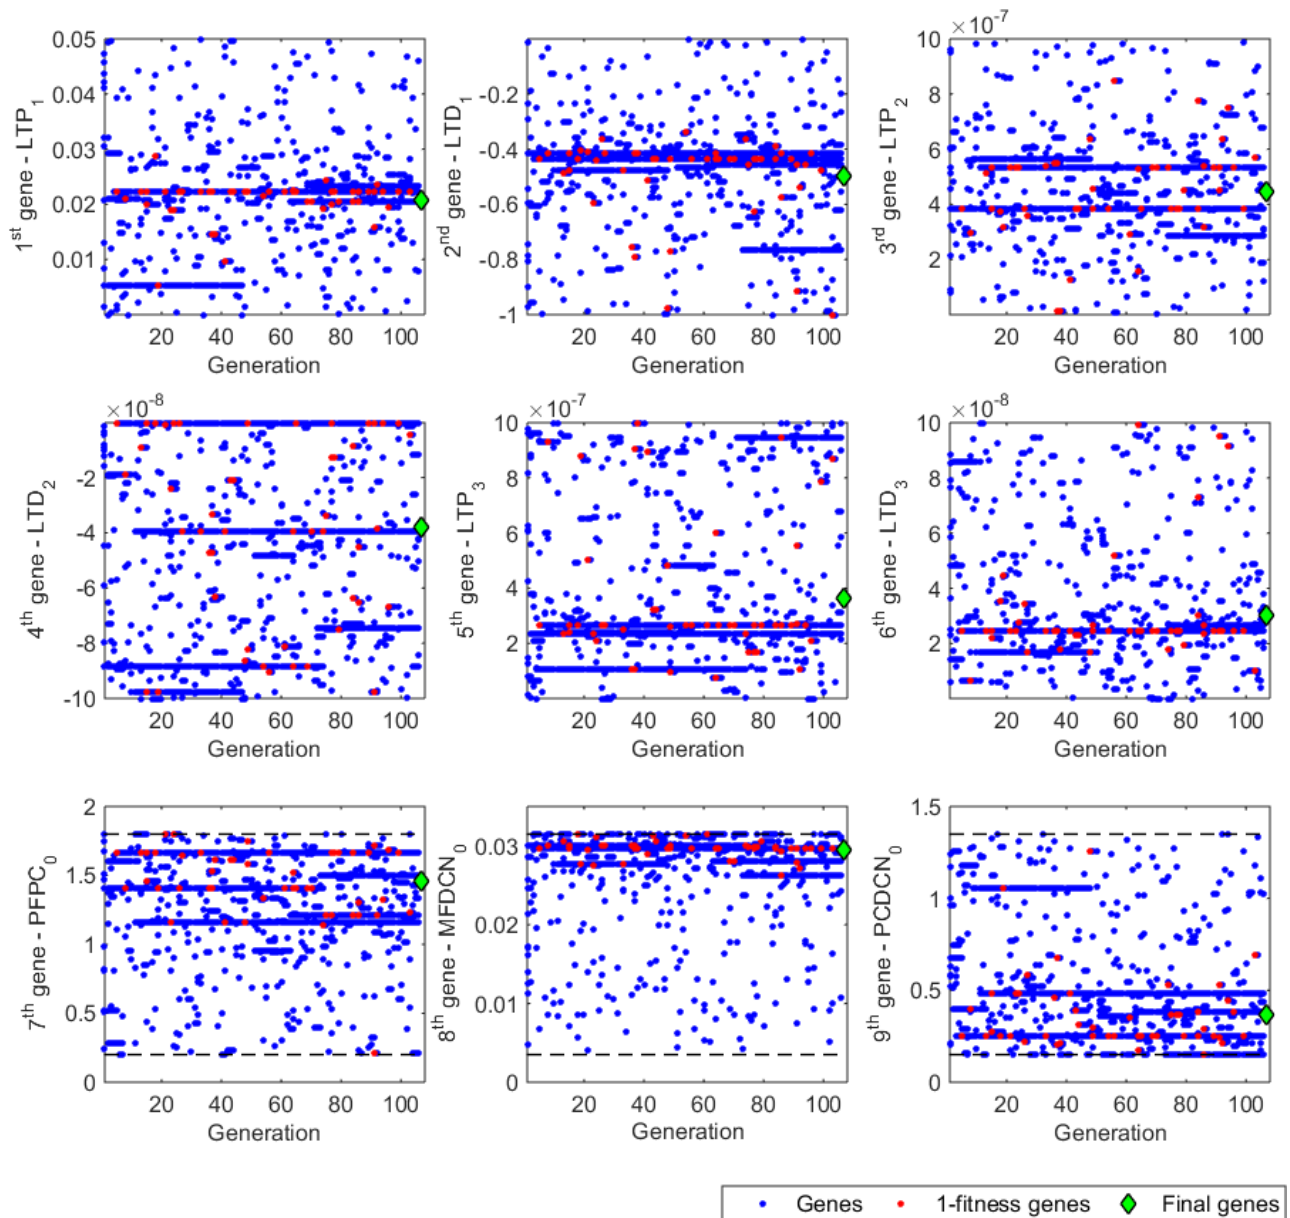 0.05
0.04
0.03
0.02
0.01
1st gene - LTP1
20 40 60 80 100
Generation
-0.2
-0.4
-0.6
-0.8
-1
2nd gene - LTD1
20 40 60 80 100
Generation
×10-7
10
8
6
4
2
3rd gene - LTP2
20 40 60 80 100
Generation
×10-8
-2
-4
-6
-8
-10
4th gene - LTD2
20 40 60 80 100
Generation
×10-7
10
8
6
4
2
5th gene - LTP3
20 40 60 80 100
Generation
×10-8
10
8
6
4
2
6th gene - LTD3
20 40 60 80 100
Generation
2
1.5
1
0.5
0
7th gene - PFPC0
20 40 60 80 100
Generation
0.03
0.02
0.01
0
8th gene - MFDCN0
20 40 60 80 100
Generation
1.5
1
0.5
0
9th gene - PCDCN0
20 40 60 80 100
Generation
Genes 1-fitness genes Final genes